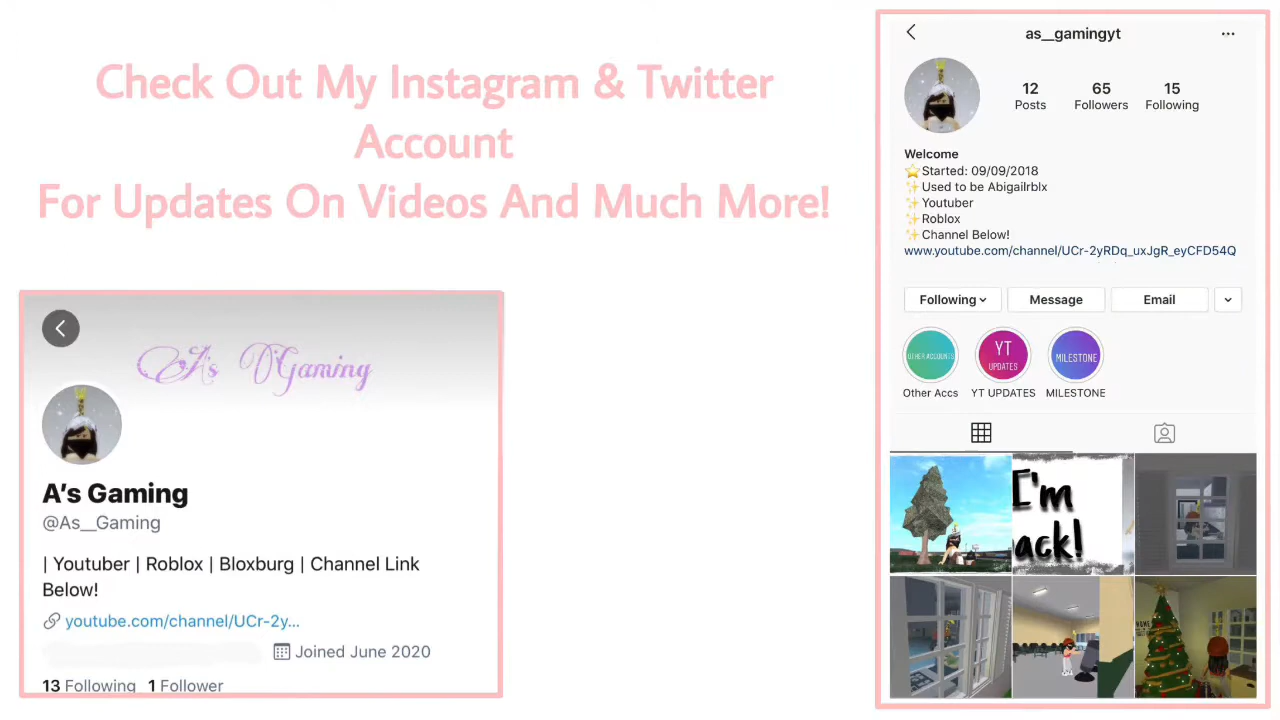 Check Out My Instagram & Twitter
Account
For Updates On Videos And Much More!
A's Gaming
A's Gaming
@As__Gaming
| Youtuber | Roblox | Bloxburg | Channel Link
Below!
youtube.com/channel/UCr-2y...
Joined June 2020
13 Following 1 Follower
as__gamingyt
12 65 15
Posts Followers Following
Welcome
⭐Started: 09/09/2018
✨Used to be Abigailrblx
✨Youtuber
✨Roblox
✨Channel Below!
www.youtube.com/channel/UCr-2yRDq_uxJgR_eyCFD54Q
Following Message Email
OTHER ACCOUNTS
YT
UPDATES
MILESTONE
Other Accs YT UPDATES MILESTONE
I'm
ack!